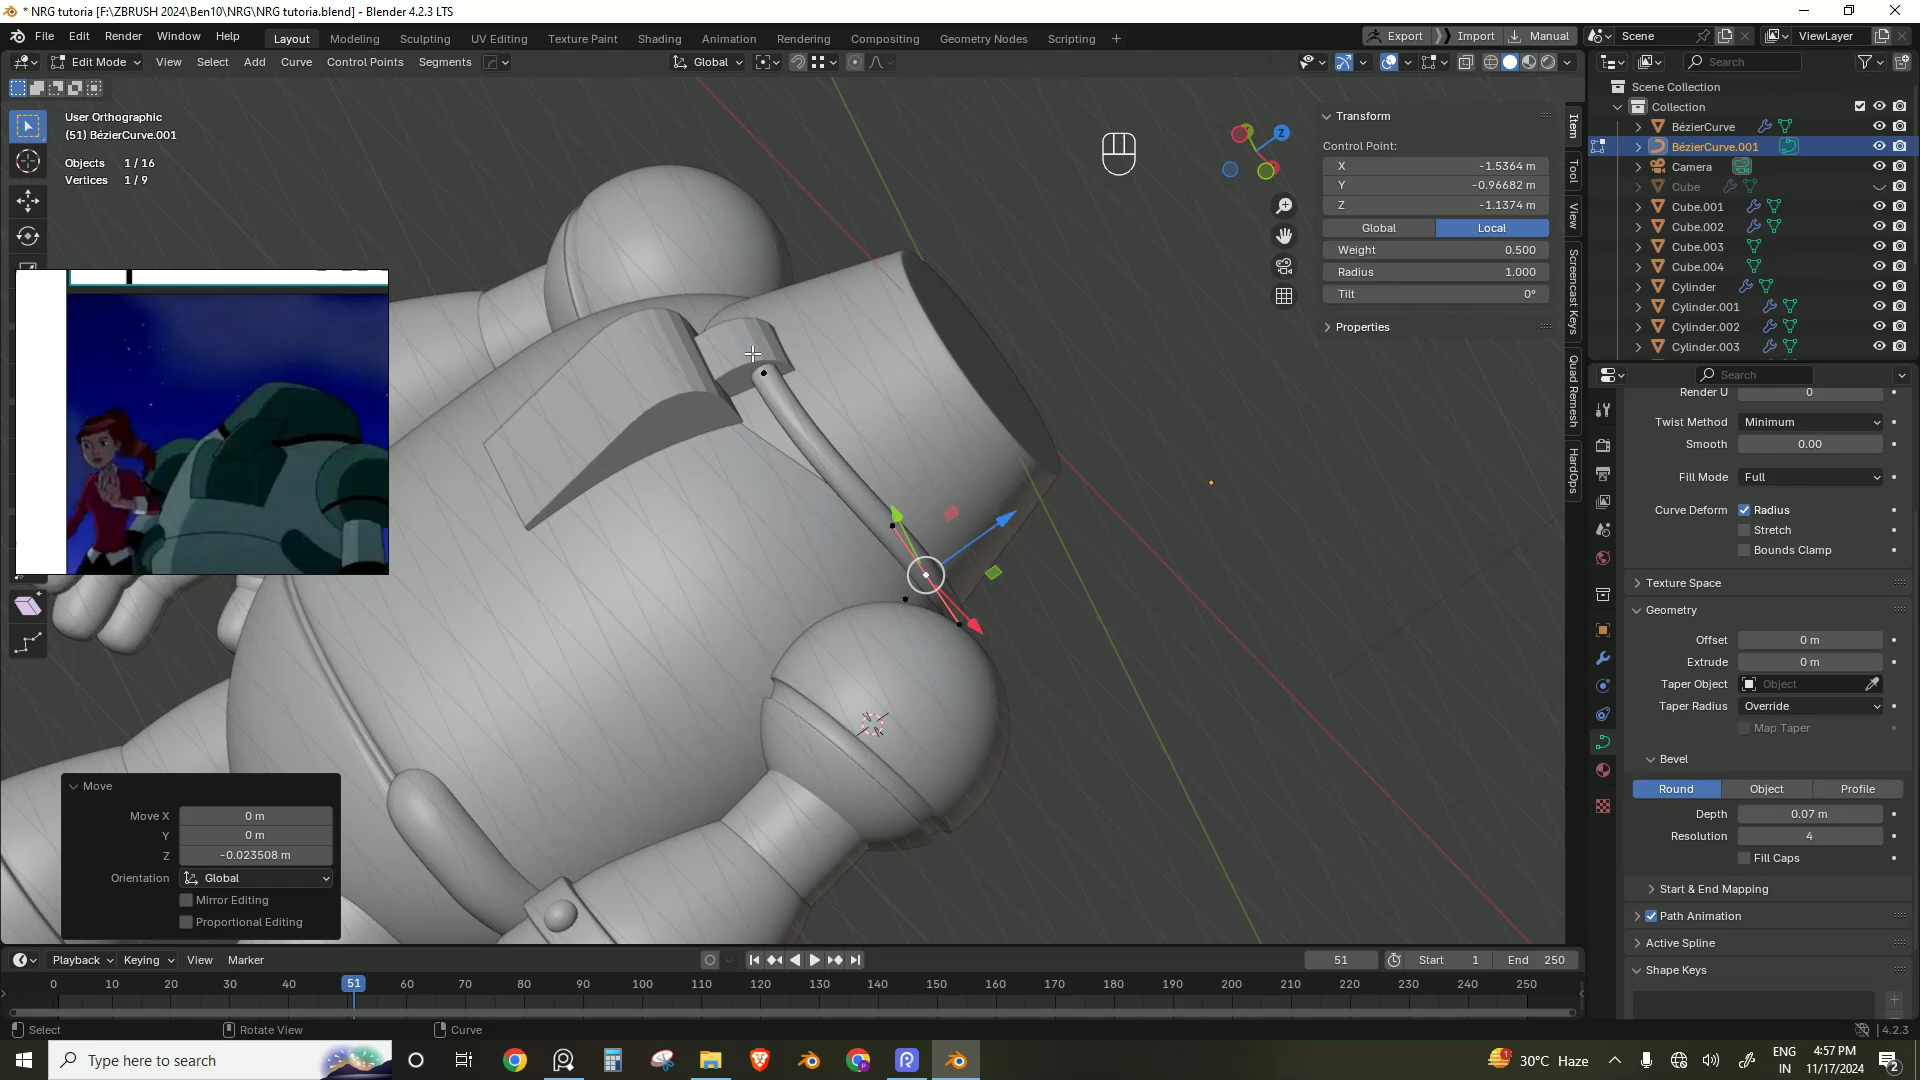 * NRG tutoria [F:\ZBRUSH 2024\Ben10\NRG\NRG tutoria.blend] - Blender 4.2.3 LTS
File Edit Render Window Help Layout Modeling Sculpting UV Editing Texture Paint Shading Animation Rendering Compositing Geometry Nodes Scripting + Export Import Manual Scene ViewLayer
Edit Mode View Select Add Curve Control Points Segments Global Search
User Orthographic
(51) BézierCurve.001
Objects 1 / 16
Vertices 1 / 9
Z
Transform
Control Point:
X -1.5364 m
Y -0.96682 m
Z -1.1374 m
Global Local
Weight 0.500
Radius 1.000
Tilt 0°
Properties
Item
Tool
View
Screencast Keys
Quad Remesh
HardOps
Scene Collection
Collection
BézierCurve
BézierCurve.001
Camera
Cube
Cube.001
Cube.002
Cube.003
Cube.004
Cylinder
Cylinder.001
Cylinder.002
Cylinder.003
Search
Render U 0
Twist Method Minimum
Smooth 0.00
Fill Mode Full
Curve Deform Radius
Stretch
Bounds Clamp
Texture Space
Geometry
Offset 0 m
Extrude 0 m
Taper Object Object
Taper Radius Override
Map Taper
Bevel
Round Object Profile
Depth 0.07 m
Resolution 4
Fill Caps
Start & End Mapping
Path Animation
Active Spline
Shape Keys
Move
Move X 0 m
Y 0 m
Z -0.023508 m
Orientation Global
Mirror Editing
Proportional Editing
Playback Keying View Marker 51 Start 1 End 250
0 10 20 30 40 51 60 70 80 90 100 110 120 130 140 150 160 170 180 190 200 210 220 230 240 250
Select Rotate View Curve 4.2.3
Type here to search 30°C Haze ENG IN 4:57 PM 11/17/2024 2